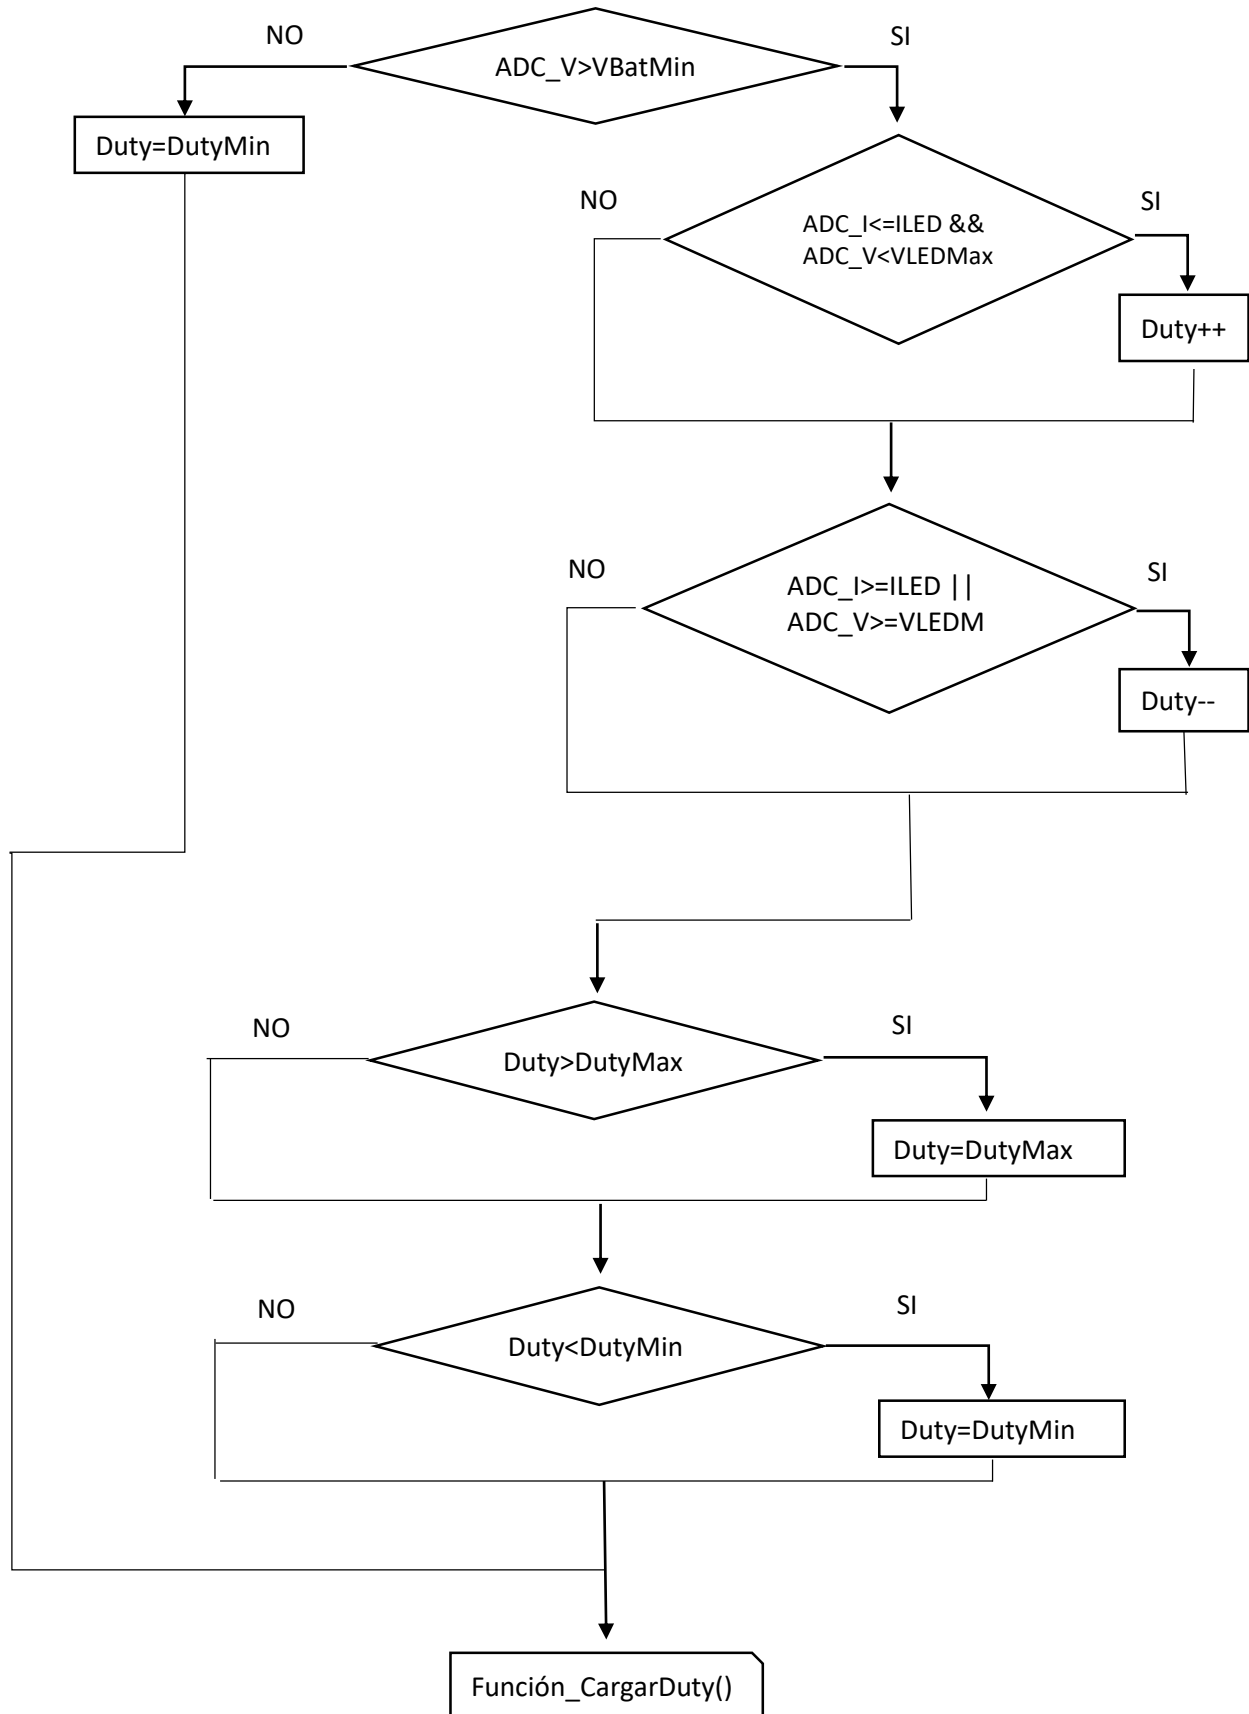 NO
SI
ADC_V>VBatMin
Duty=DutyMin
NO
SI
ADC_I<=ILED &&
ADC_V<VLEDMax
Duty++
NO
SI
ADC_I>=ILED ||
ADC_V>=VLEDM
Duty--
NO
SI
Duty>DutyMax
Duty=DutyMax
NO
SI
Duty<DutyMin
Duty=DutyMin
Función_CargarDuty()